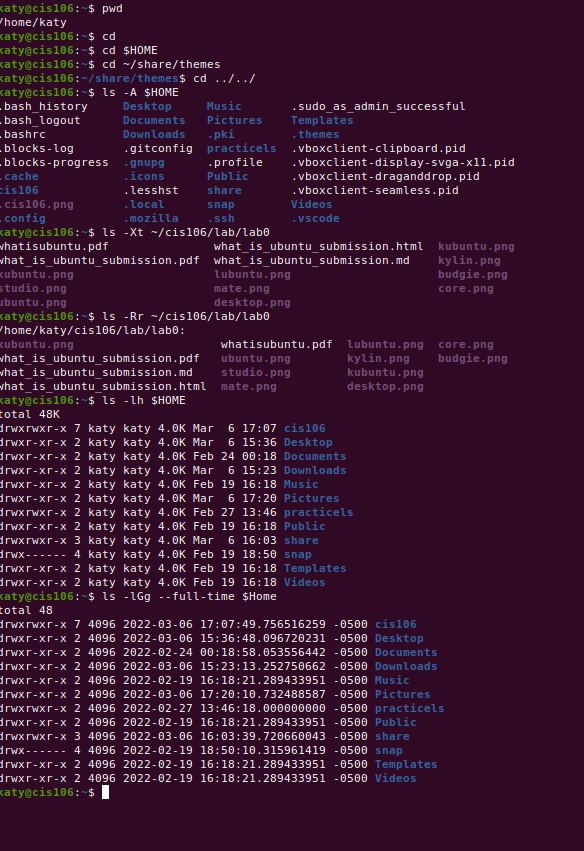 katy@cis106:~$ pwd
/home/katy
katy@cis106:~$ cd
katy@cis106:~$ cd $HOME
katy@cis106:~$ cd ~/share/themes
katy@cis106:~/share/themes$ cd ../../
katy@cis106:~$ ls -A $HOME
.bash_history Desktop Music .sudo_as_admin_successful
.bash_logout Documents Pictures Templates
.bashrc Downloads .pki .themes
.blocks-log .gitconfig practicels .vboxclient-clipboard.pid
.blocks-progress .gnupg .profile .vboxclient-display-svga-x11.pid
.cache .icons Public .vboxclient-draganddrop.pid
cis106 .lesshst share .vboxclient-seamless.pid
.cis106.png .local snap Videos
.config .mozilla .ssh .vscode
katy@cis106:~$ ls -Xt ~/cis106/lab/lab0
whatisubuntu.pdf what_is_ubuntu_submission.html kubuntu.png
what_is_ubuntu_submission.pdf what_is_ubuntu_submission.md kylin.png
xubuntu.png lubuntu.png budgie.png
studio.png mate.png core.png
ubuntu.png desktop.png
katy@cis106:~$ ls -Rr ~/cis106/lab/lab0
/home/katy/cis106/lab/lab0:
xubuntu.png whatisubuntu.pdf lubuntu.png core.png
what_is_ubuntu_submission.pdf ubuntu.png kylin.png budgie.png
what_is_ubuntu_submission.md studio.png kubuntu.png
what_is_ubuntu_submission.html mate.png desktop.png
katy@cis106:~$ ls -lh $HOME
total 48K
drwxrwxr-x 7 katy katy 4.0K Mar  6 17:07 cis106
drwxr-xr-x 2 katy katy 4.0K Mar  6 15:36 Desktop
drwxr-xr-x 2 katy katy 4.0K Feb 24 00:18 Documents
drwxr-xr-x 2 katy katy 4.0K Mar  6 15:23 Downloads
drwxr-xr-x 2 katy katy 4.0K Feb 19 16:18 Music
drwxr-xr-x 2 katy katy 4.0K Mar  6 17:20 Pictures
drwxrwxr-x 2 katy katy 4.0K Feb 27 13:46 practicels
drwxr-xr-x 2 katy katy 4.0K Feb 19 16:18 Public
drwxrwxr-x 3 katy katy 4.0K Mar  6 16:03 share
drwx------ 4 katy katy 4.0K Feb 19 18:50 snap
drwxr-xr-x 2 katy katy 4.0K Feb 19 16:18 Templates
drwxr-xr-x 2 katy katy 4.0K Feb 19 16:18 Videos
katy@cis106:~$ ls -lGg --full-time $Home
total 48
drwxrwxr-x 7 4096 2022-03-06 17:07:49.756516259 -0500 cis106
drwxr-xr-x 2 4096 2022-03-06 15:36:48.096720231 -0500 Desktop
drwxr-xr-x 2 4096 2022-02-24 00:18:58.053556442 -0500 Documents
drwxr-xr-x 2 4096 2022-03-06 15:23:13.252750662 -0500 Downloads
drwxr-xr-x 2 4096 2022-02-19 16:18:21.289433951 -0500 Music
drwxr-xr-x 2 4096 2022-03-06 17:20:10.732488587 -0500 Pictures
drwxrwxr-x 2 4096 2022-02-27 13:46:18.000000000 -0500 practicels
drwxr-xr-x 2 4096 2022-02-19 16:18:21.289433951 -0500 Public
drwxrwxr-x 3 4096 2022-03-06 16:03:39.720660043 -0500 share
drwx------ 4 4096 2022-02-19 18:50:10.315961419 -0500 snap
drwxr-xr-x 2 4096 2022-02-19 16:18:21.289433951 -0500 Templates
drwxr-xr-x 2 4096 2022-02-19 16:18:21.289433951 -0500 Videos
katy@cis106:~$